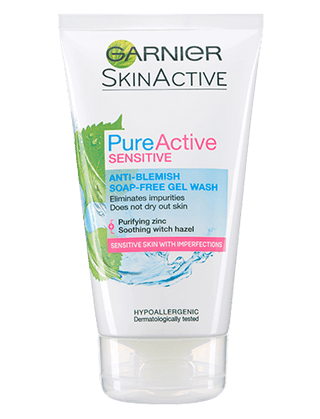 GARNIER
SKINACTIVE
PureActive
SENSITIVE
ANTI-BLEMISH
SOAP-FREE GEL WASH
Eliminates impurities
Does not dry out skin
+ Purifying zinc
Soothing witch hazel
SENSITIVE SKIN WITH IMPERFECTIONS
HYPOALLERGENIC
Dermatologically tested